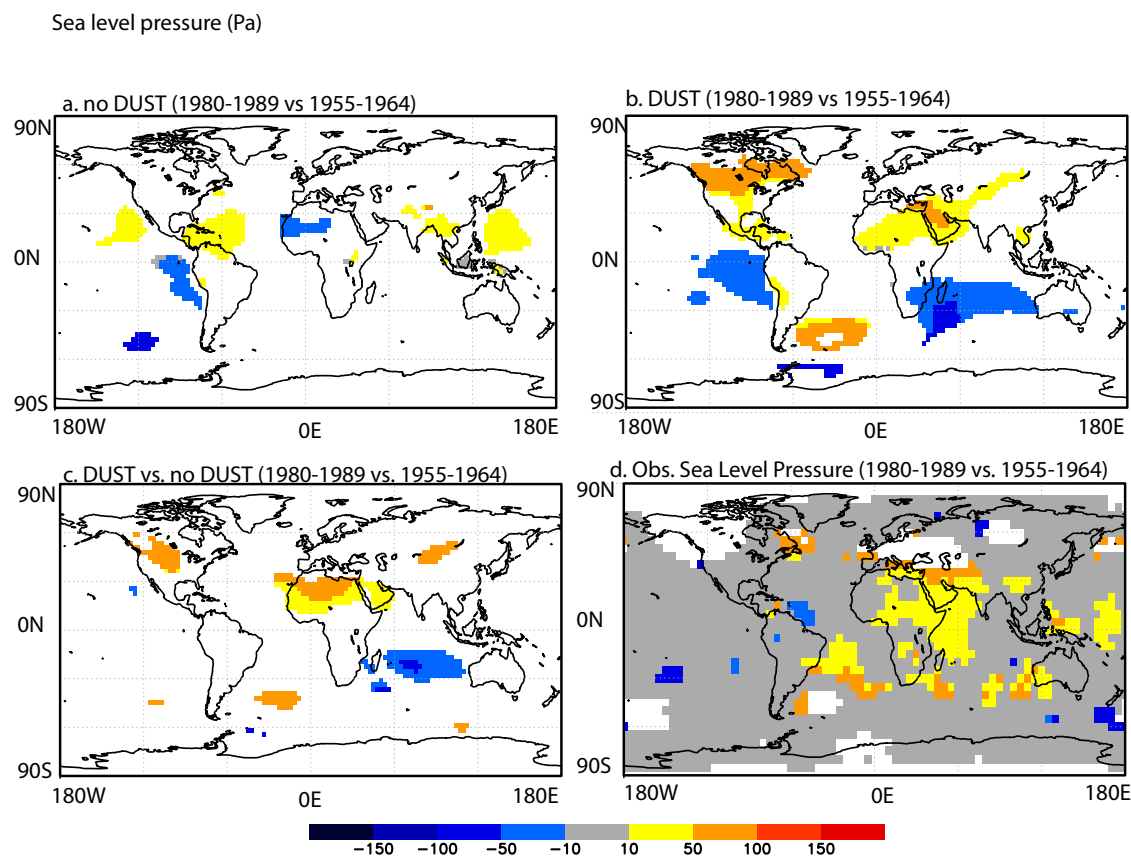 Sea level pressure (Pa)
a. no DUST (1980-1989 vs 1955-1964)
b. DUST (1980-1989 vs 1955-1964)
90N
90N
0N
0N
90S
90S
180W
0E
180E
180W
0E
180E
c. DUST vs. no DUST (1980-1989 vs. 1955-1964)
d. Obs. Sea Level Pressure (1980-1989 vs. 1955-1964)
90N
90N
0N
0N
90S
90S
180W
0E
180E
180W
0E
180E
−150 −100 −50 −10 10 50 100 150